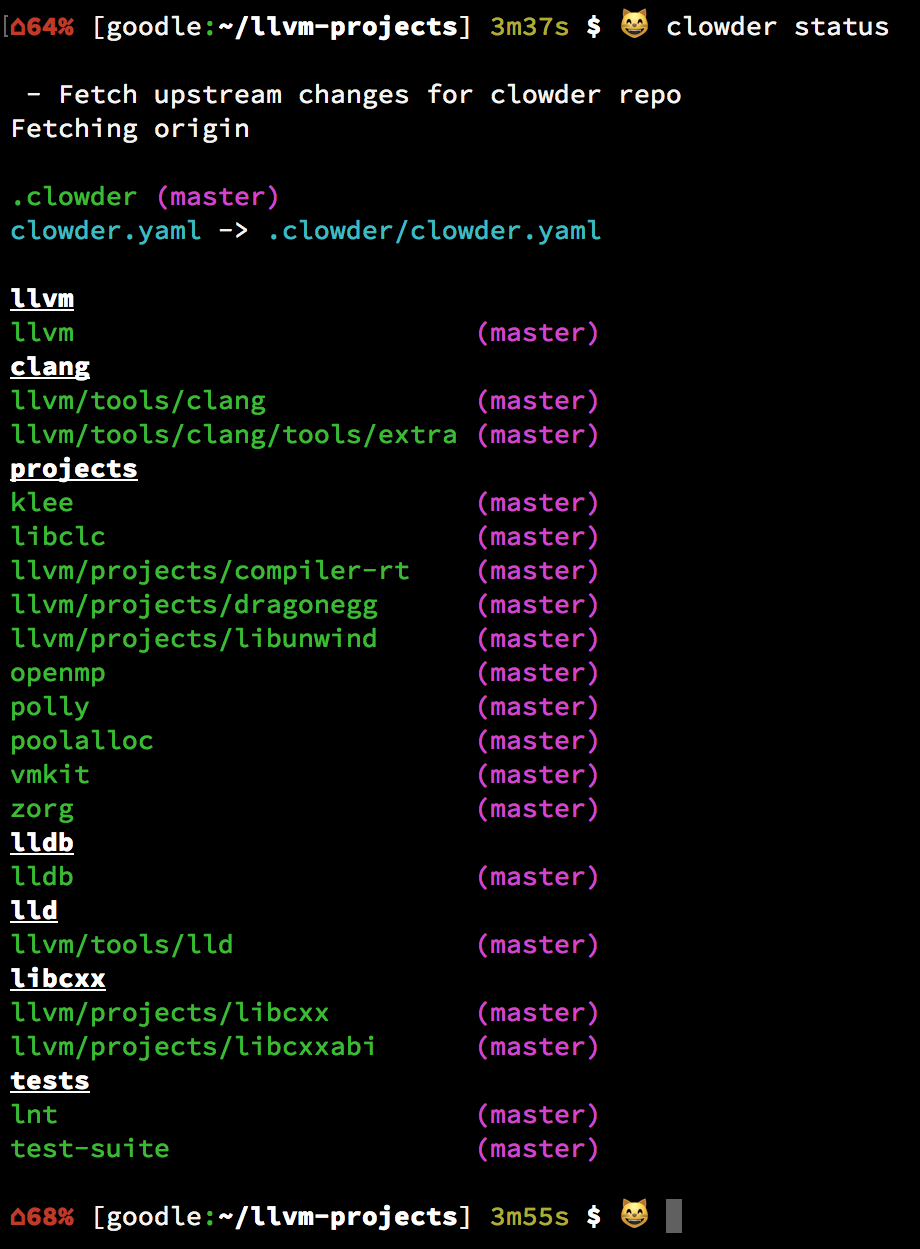 ⌂64% [goodle:~/llvm-projects] 3m37s $ 😸 clowder status
- Fetch upstream changes for clowder repo
Fetching origin
.clowder (master)
clowder.yaml -> .clowder/clowder.yaml
llvm
llvm (master)
clang
llvm/tools/clang (master)
llvm/tools/clang/tools/extra (master)
projects
klee (master)
libclc (master)
llvm/projects/compiler-rt (master)
llvm/projects/dragonegg (master)
llvm/projects/libunwind (master)
openmp (master)
polly (master)
poolalloc (master)
vmkit (master)
zorg (master)
lldb
lldb (master)
lld
llvm/tools/lld (master)
libcxx
llvm/projects/libcxx (master)
llvm/projects/libcxxabi (master)
tests
lnt (master)
test-suite (master)
⌂68% [goodle:~/llvm-projects] 3m55s $ 😸